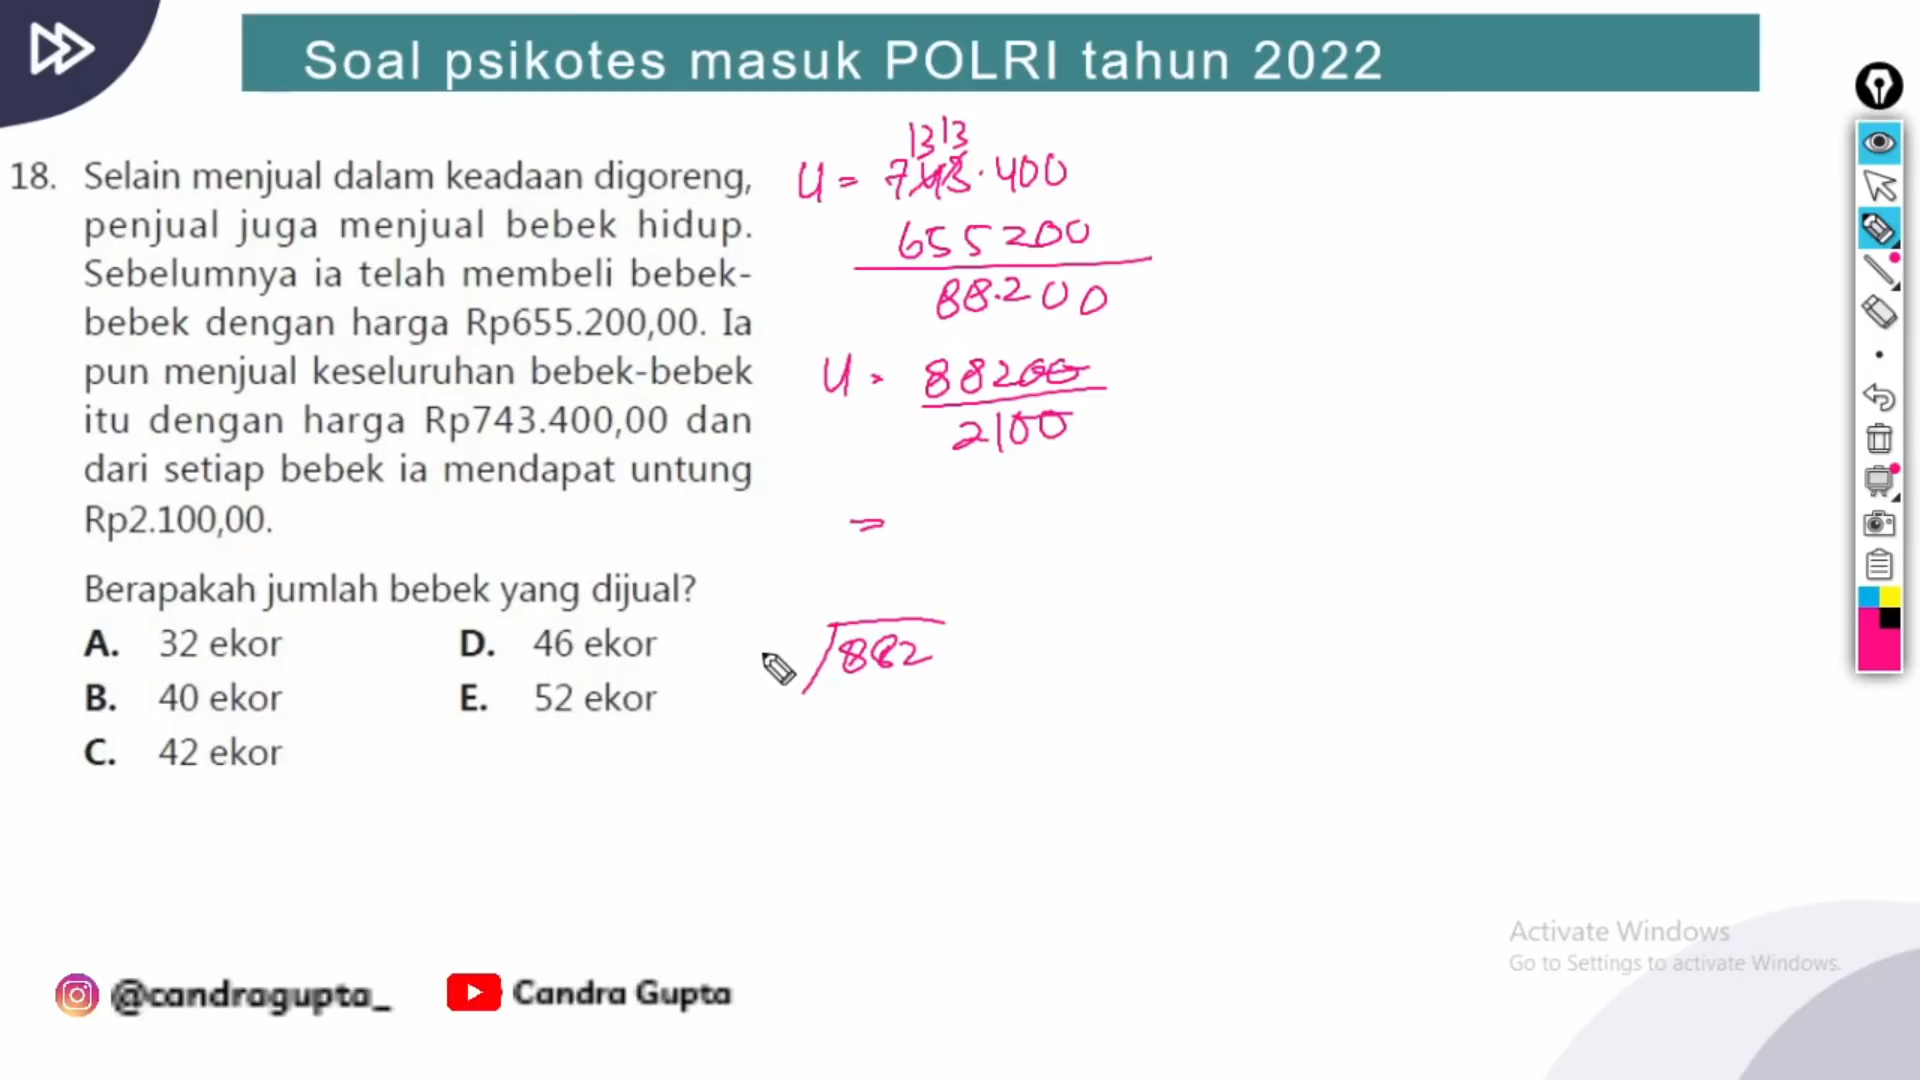 Soal psikotes masuk POLRI tahun 2022
18. Selain menjual dalam keadaan digoreng,
penjual juga menjual bebek hidup.
Sebelumnya ia telah membeli bebek-
bebek dengan harga Rp655.200,00. Ia
pun menjual keseluruhan bebek-bebek
itu dengan harga Rp743.400,00 dan
dari setiap bebek ia mendapat untung
Rp2.100,00.
Berapakah jumlah bebek yang dijual?
A. 32 ekor
B. 40 ekor
C. 42 ekor
D. 46 ekor
E. 52 ekor
13 13
U = 743.400
655200
88.200
U = 88200
2100
=
882
@candragupta_
Candra Gupta
Activate Windows
Go to Settings to activate Windows.